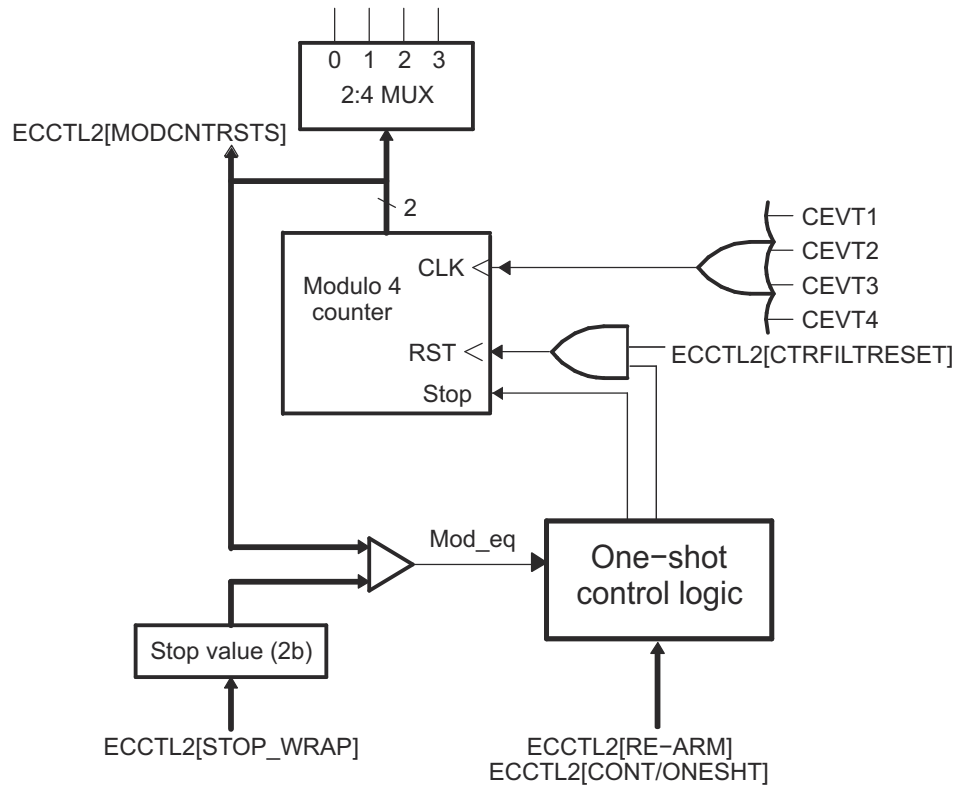 0 1 2 3
2:4 MUX
ECCTL2[MODCNTRSTS]
2
CEVT1
CEVT2
CEVT3
CEVT4
CLK
Modulo 4
counter
RST
ECCTL2[CTRFILTRESET]
Stop
Mod_eq
One−shot
control logic
Stop value (2b)
ECCTL2[STOP_WRAP]
ECCTL2[RE−ARM]
ECCTL2[CONT/ONESHT]